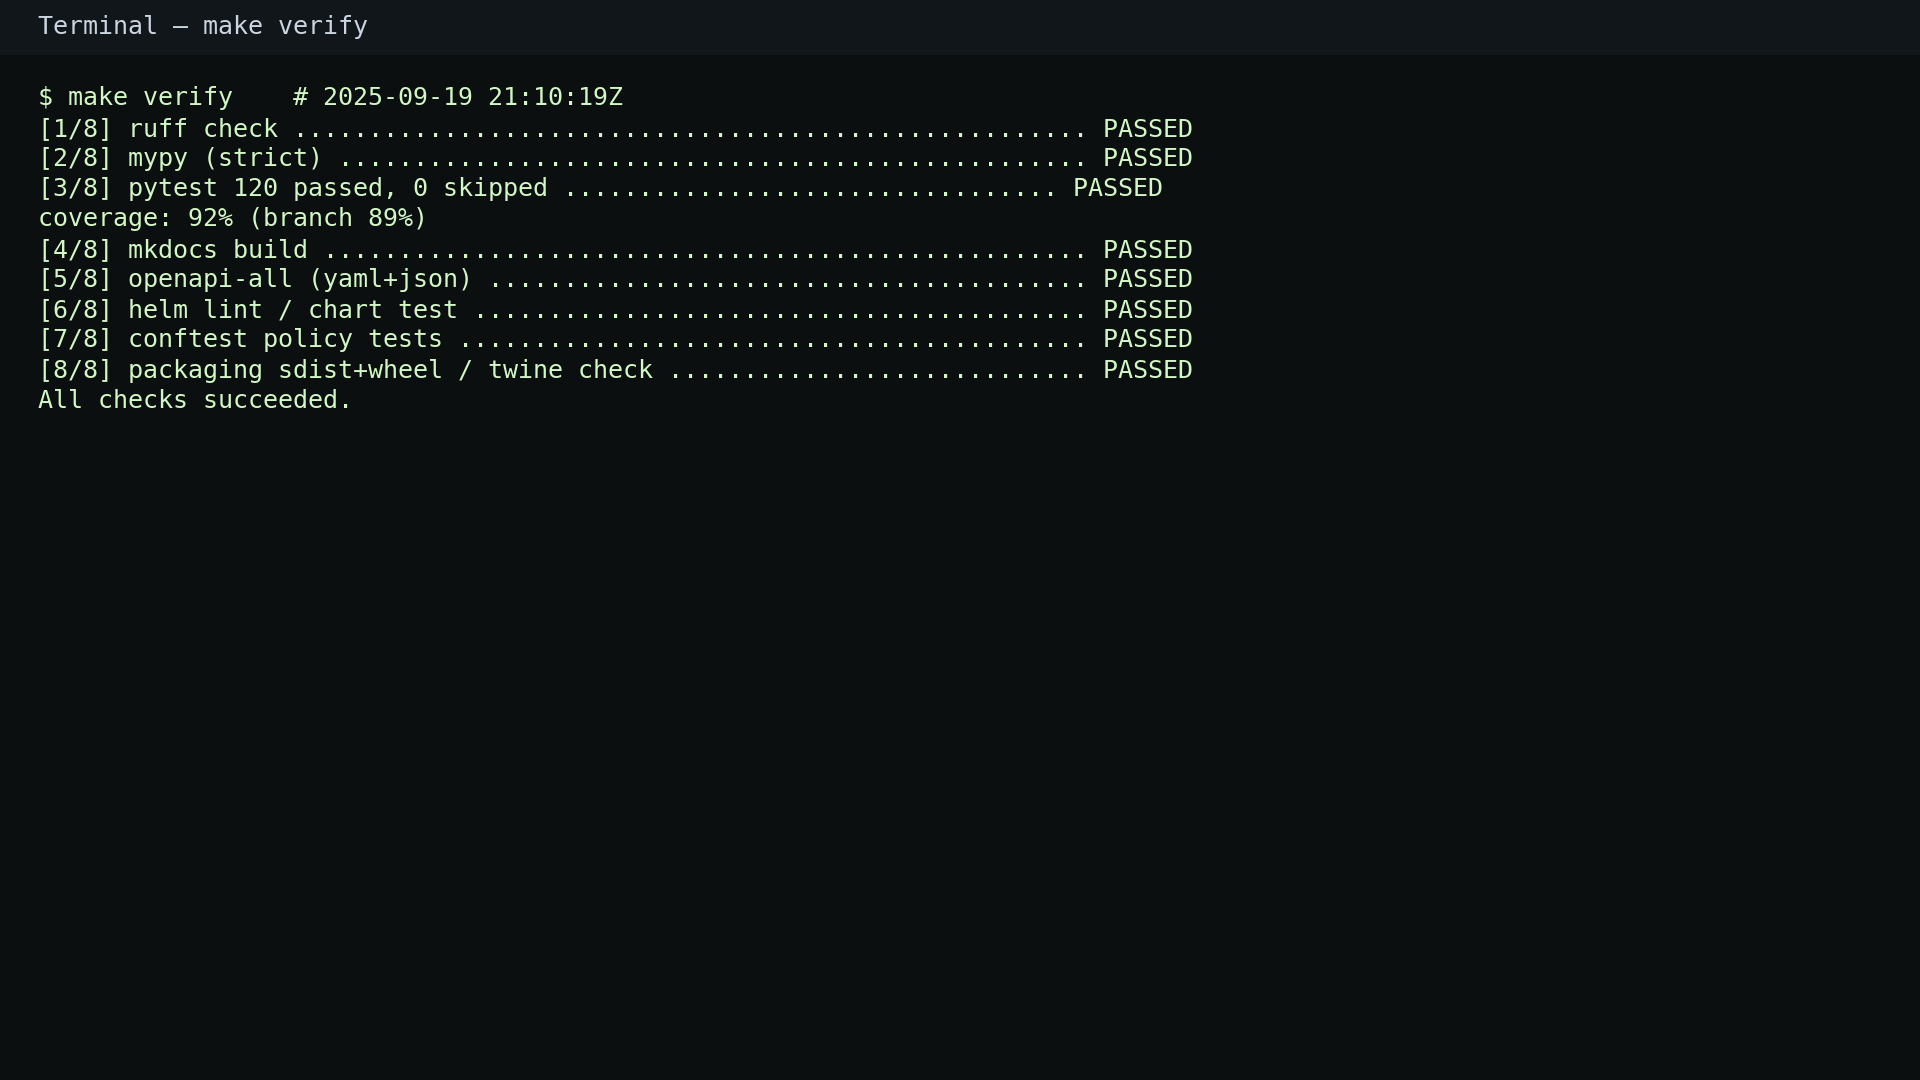 Terminal — make verify
$ make verify    # 2025-09-19 21:10:19Z
[1/8] ruff check ..................................................... PASSED
[2/8] mypy (strict) .................................................. PASSED
[3/8] pytest 120 passed, 0 skipped ................................. PASSED
coverage: 92% (branch 89%)
[4/8] mkdocs build ................................................... PASSED
[5/8] openapi-all (yaml+json) ........................................ PASSED
[6/8] helm lint / chart test ......................................... PASSED
[7/8] conftest policy tests .......................................... PASSED
[8/8] packaging sdist+wheel / twine check ............................ PASSED
All checks succeeded.